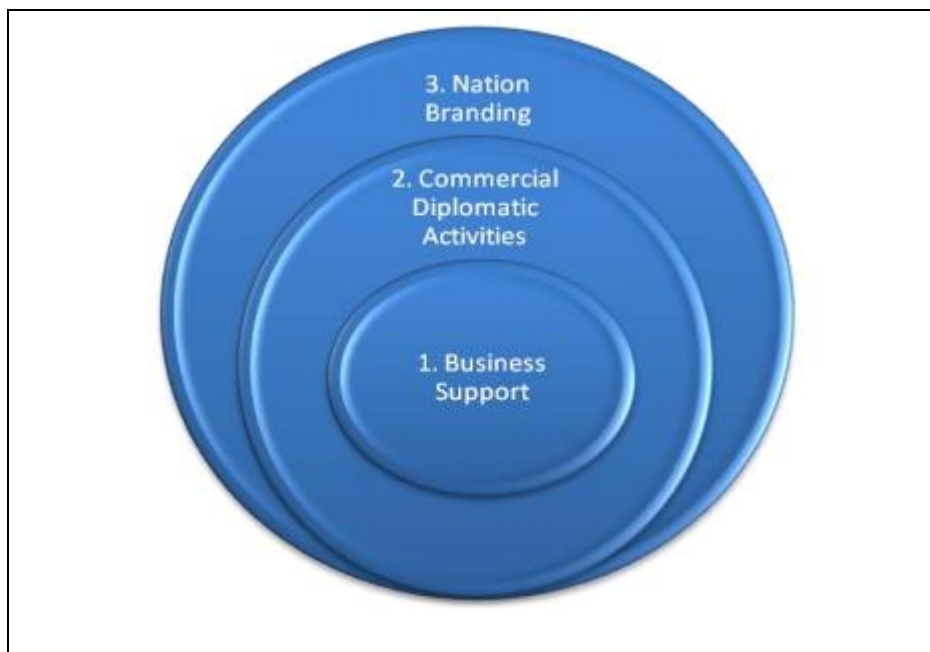 3. Nation
Branding
2. Commercial
Diplomatic
Activities
1. Business
Support